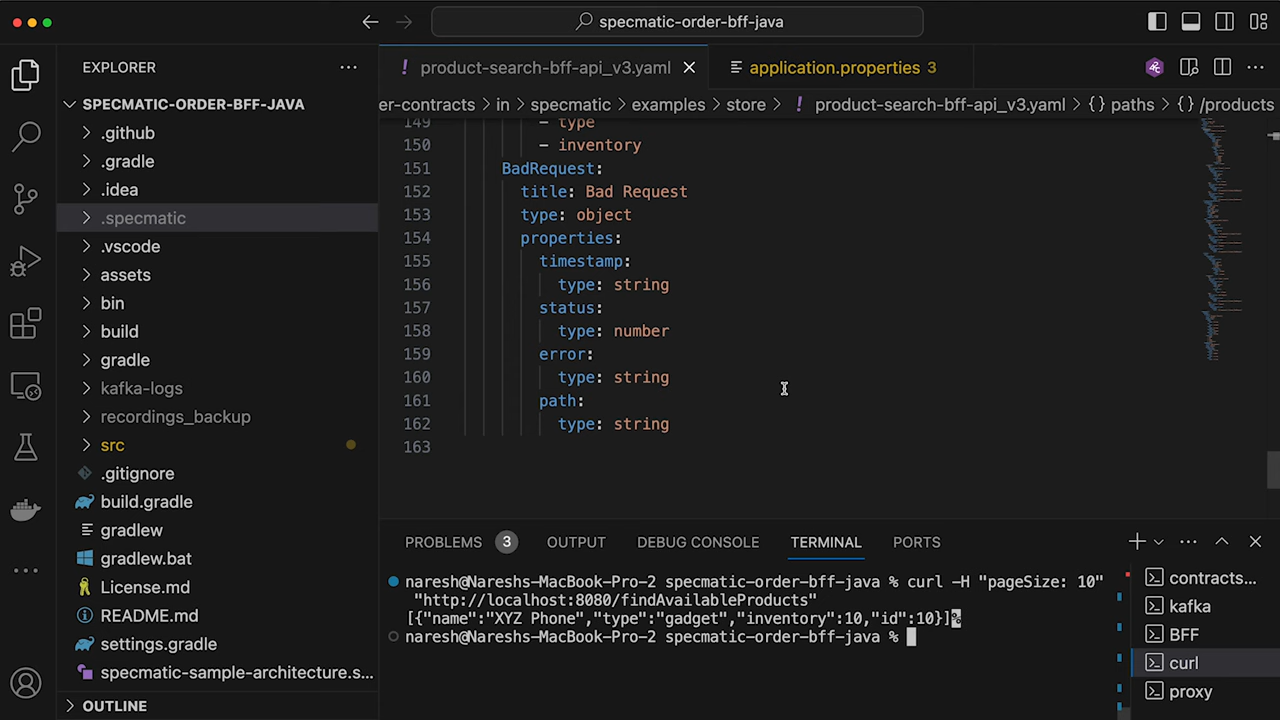 specmatic-order-bff-java
EXPLORER
SPECMATIC-ORDER-BFF-JAVA
.github
.gradle
.idea
.specmatic
.vscode
assets
bin
build
gradle
kafka-logs
recordings_backup
src
.gitignore
build.gradle
gradlew
gradlew.bat
License.md
README.md
settings.gradle
specmatic-sample-architecture.s...
OUTLINE
! product-search-bff-api_v3.yaml
application.properties 3
er-contracts > in > specmatic > examples > store > ! product-search-bff-api_v3.yaml > {} paths > {} /products
149 - type
150 - inventory
151 BadRequest:
152 title: Bad Request
153 type: object
154 properties:
155 timestamp:
156 type: string
157 status:
158 type: number
159 error:
160 type: string
161 path:
162 type: string
163
PROBLEMS 3 OUTPUT DEBUG CONSOLE TERMINAL PORTS
naresh@Nareshs-MacBook-Pro-2 specmatic-order-bff-java % curl -H "pageSize: 10"
"http://localhost:8080/findAvailableProducts"
[{"name":"XYZ Phone","type":"gadget","inventory":10,"id":10}]%
naresh@Nareshs-MacBook-Pro-2 specmatic-order-bff-java %
contracts...
kafka
BFF
curl
proxy